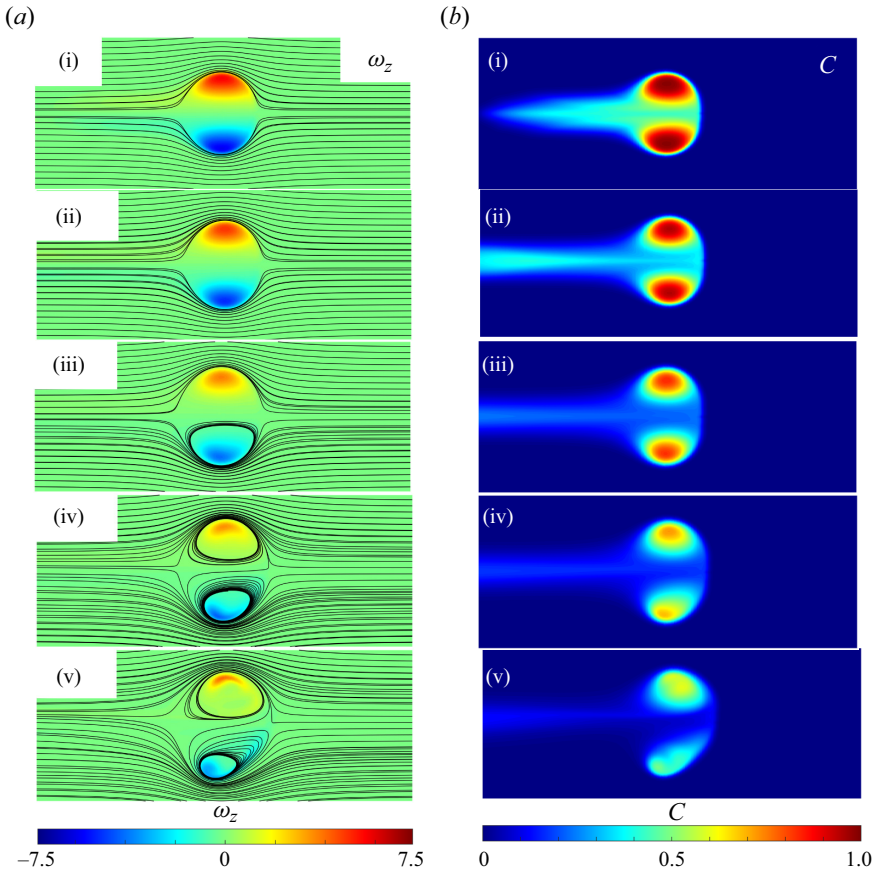 (a) (b)
(i) ω_z (i) C
(ii) (ii)
(iii) (iii)
(iv) (iv)
(v) (v)
ω_z C
–7.5 0 7.5 0 0.5 1.0